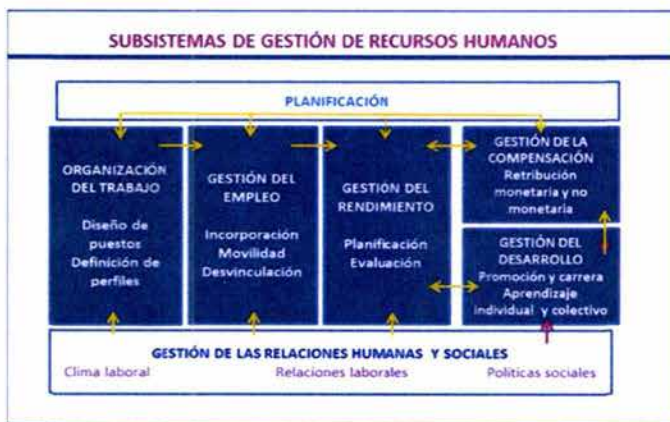 SUBSISTEMAS DE GESTIÓN DE RECURSOS HUMANOS
PLANIFICACIÓN
ORGANIZACIÓN
DEL TRABAJO
Diseño de
puestos
Definición de
perfiles
GESTIÓN DEL
EMPLEO
Incorporación
Movilidad
Desvinculación
GESTIÓN DEL
RENDIMIENTO
Planificación
Evaluación
GESTIÓN DE LA
COMPENSACIÓN
Retribución
monetaria y no
monetaria
GESTIÓN DEL
DESARROLLO
Promoción y carrera
Aprendizaje
individual y colectivo
GESTIÓN DE LAS RELACIONES HUMANAS Y SOCIALES
Clima laboral
Relaciones laborales
Políticas sociales